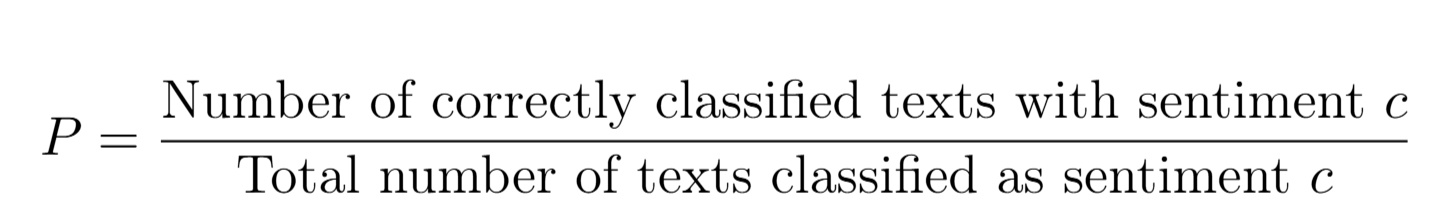 P = Number of correctly classified texts with sentiment c
Total number of texts classified as sentiment c